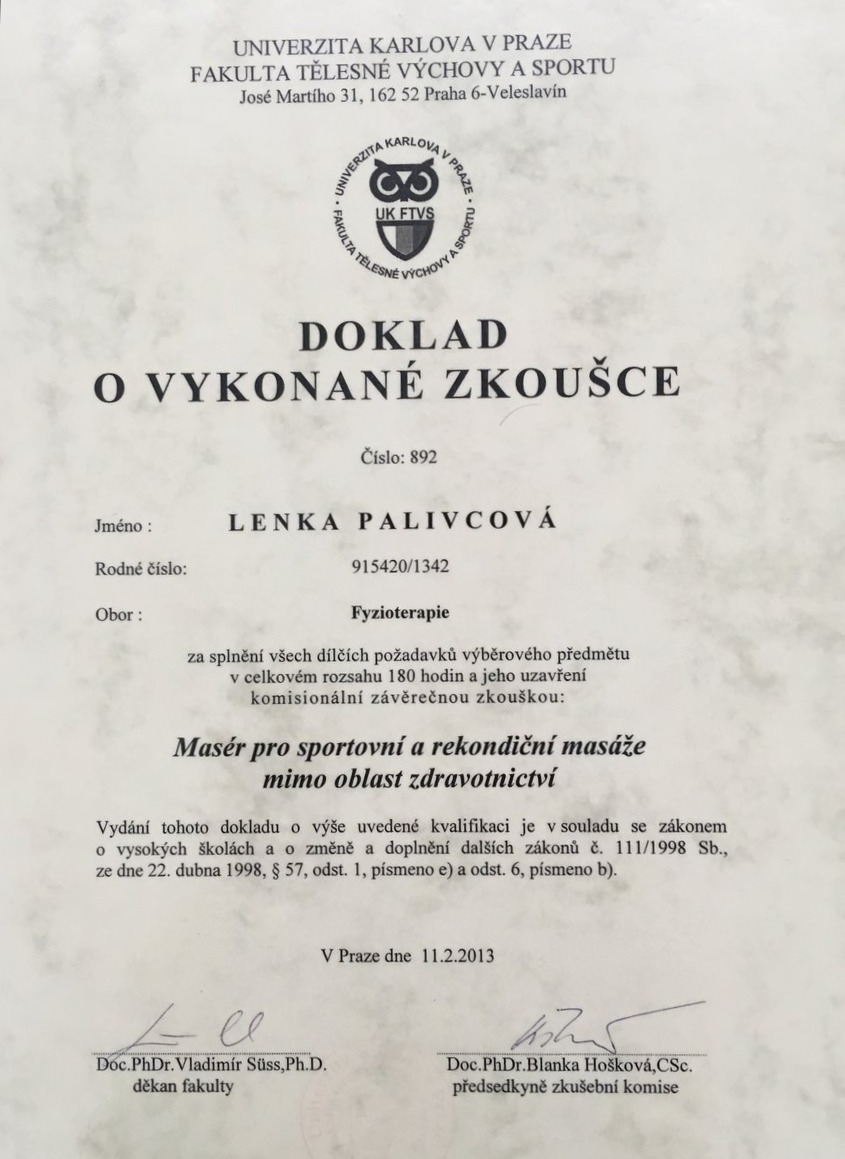 UNIVERZITA KARLOVA V PRAZE
FAKULTA TĚLESNÉ VÝCHOVY A SPORTU
José Martího 31, 162 52 Praha 6-Veleslavín
• UNIVERZITA KARLOVA V PRAZE •
UK FTVS
FAKULTA TĚLESNÉ VÝCHOVY A SPORTU
DOKLAD
O VYKONANÉ ZKOUŠCE
Číslo: 892
Jméno : LENKA PALIVCOVÁ
Rodné číslo: 915420/1342
Obor : Fyzioterapie
za splnění všech dílčích požadavků výběrového předmětu
v celkovém rozsahu 180 hodin a jeho uzavření
komisionální závěrečnou zkouškou:
Masér pro sportovní a rekondiční masáže
mimo oblast zdravotnictví
Vydání tohoto dokladu o výše uvedené kvalifikaci je v souladu se zákonem
o vysokých školách a o změně a doplnění dalších zákonů č. 111/1998 Sb.,
ze dne 22. dubna 1998, § 57, odst. 1, písmeno e) a odst. 6, písmeno b).
V Praze dne 11.2.2013
Doc.PhDr.Vladimír Süss,Ph.D. Doc.PhDr.Blanka Hošková,CSc.
děkan fakulty předsedkyně zkušební komise